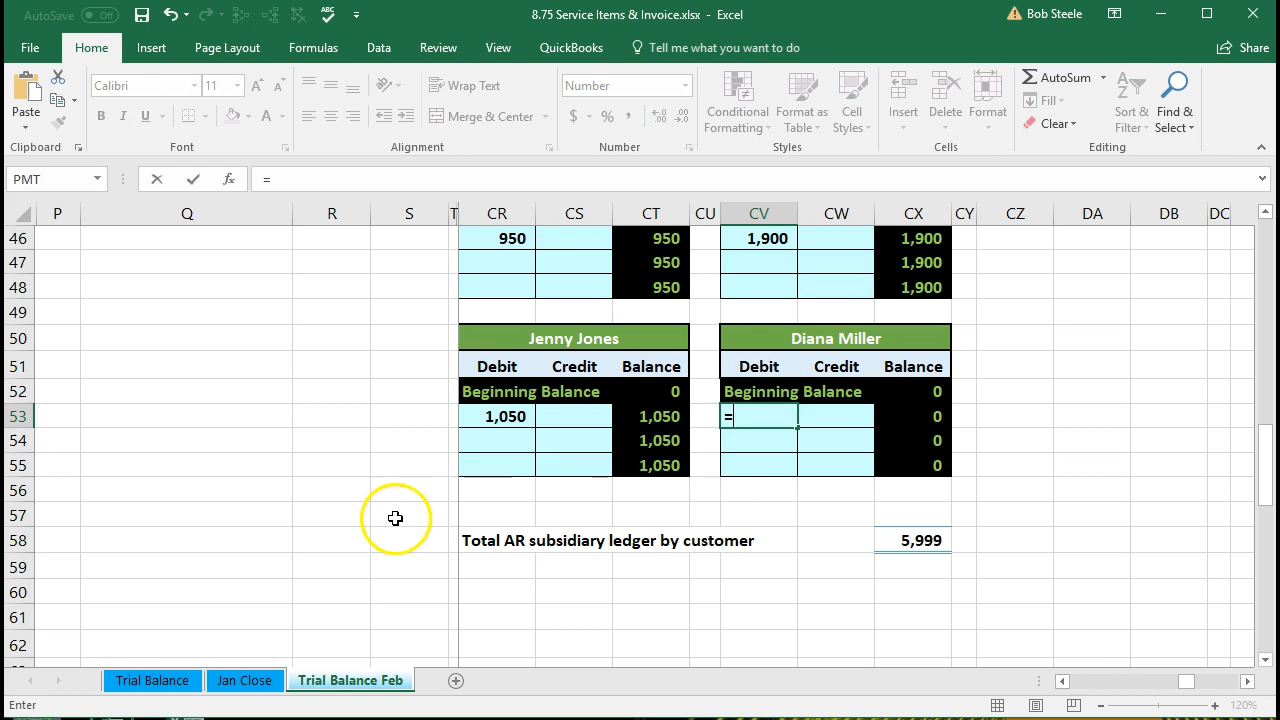 AutoSave Off 8.75 Service Items & Invoice.xlsx - Excel Bob Steele
File Home Insert Page Layout Formulas Data Review View QuickBooks Tell me what you want to do Share
Paste Calibri 11 Wrap Text Number Conditional Format as Cell Insert Delete Format AutoSum Sort & Find &
B I U A Merge & Center $ % , Formatting Table Styles Fill Filter Select
Clear
Clipboard Font Alignment Number Styles Cells Editing
PMT fx =
P Q R S T CR CS CT CU CV CW CX CY CZ DA DB DC
46 950 950 1,900 1,900
47 950 1,900
48 950 1,900
49
50 Jenny Jones Diana Miller
51 Debit Credit Balance Debit Credit Balance
52 Beginning Balance 0 Beginning Balance 0
53 1,050 1,050 = 0
54 1,050 0
55 1,050 0
56
57
58 Total AR subsidiary ledger by customer 5,999
59
60
61
62
Trial Balance Jan Close Trial Balance Feb
Enter 120%